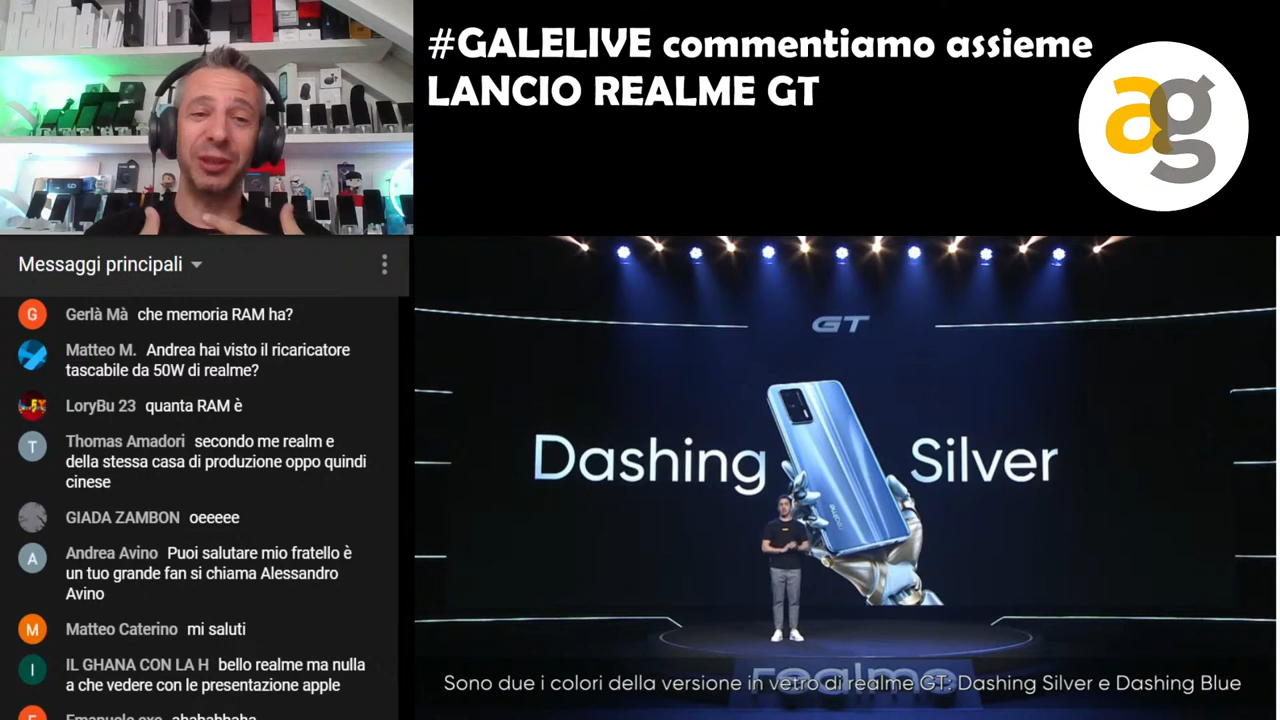 #GALELIVE commentiamo assieme
LANCIO REALME GT
ag
Messaggi principali
G
Gerlà Mà che memoria RAM ha?
Matteo M. Andrea hai visto il ricaricatore
tascabile da 50W di realme?
LoryBu 23 quanta RAM è
T
Thomas Amadori secondo me realm e
della stessa casa di produzione oppo quindi
cinese
GIADA ZAMBON oeeeee
A
Andrea Avino Puoi salutare mio fratello è
un tuo grande fan si chiama Alessandro
Avino
M
Matteo Caterino mi saluti
I
IL GHANA CON LA H bello realme ma nulla
a che vedere con le presentazione apple
GT
Dashing Silver
realme
realme
Sono due i colori della versione in vetro di realme GT: Dashing Silver e Dashing Blue